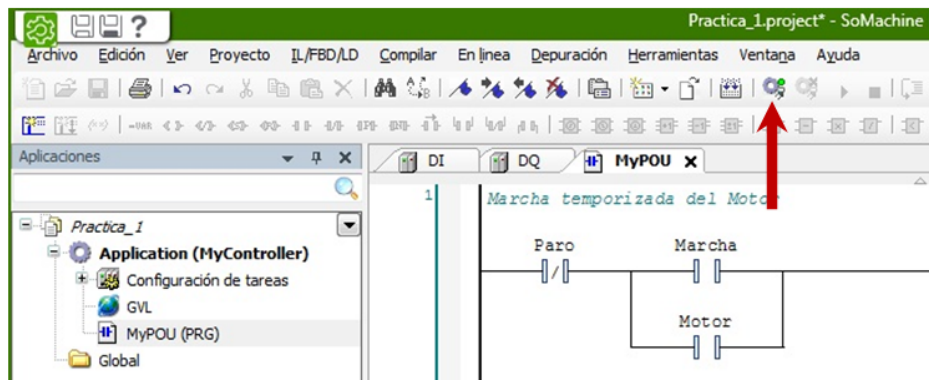 Practica_1.project* - SoMachine
Archivo Edición Ver Proyecto IL/FBD/LD Compilar En línea Depuración Herramientas Ventana Ayuda
Aplicaciones
DI DQ MyPOU
1 Marcha temporizada del Motor
Practica_1
Application (MyController)
Configuración de tareas
GVL
MyPOU (PRG)
Global
Paro Marcha
Motor